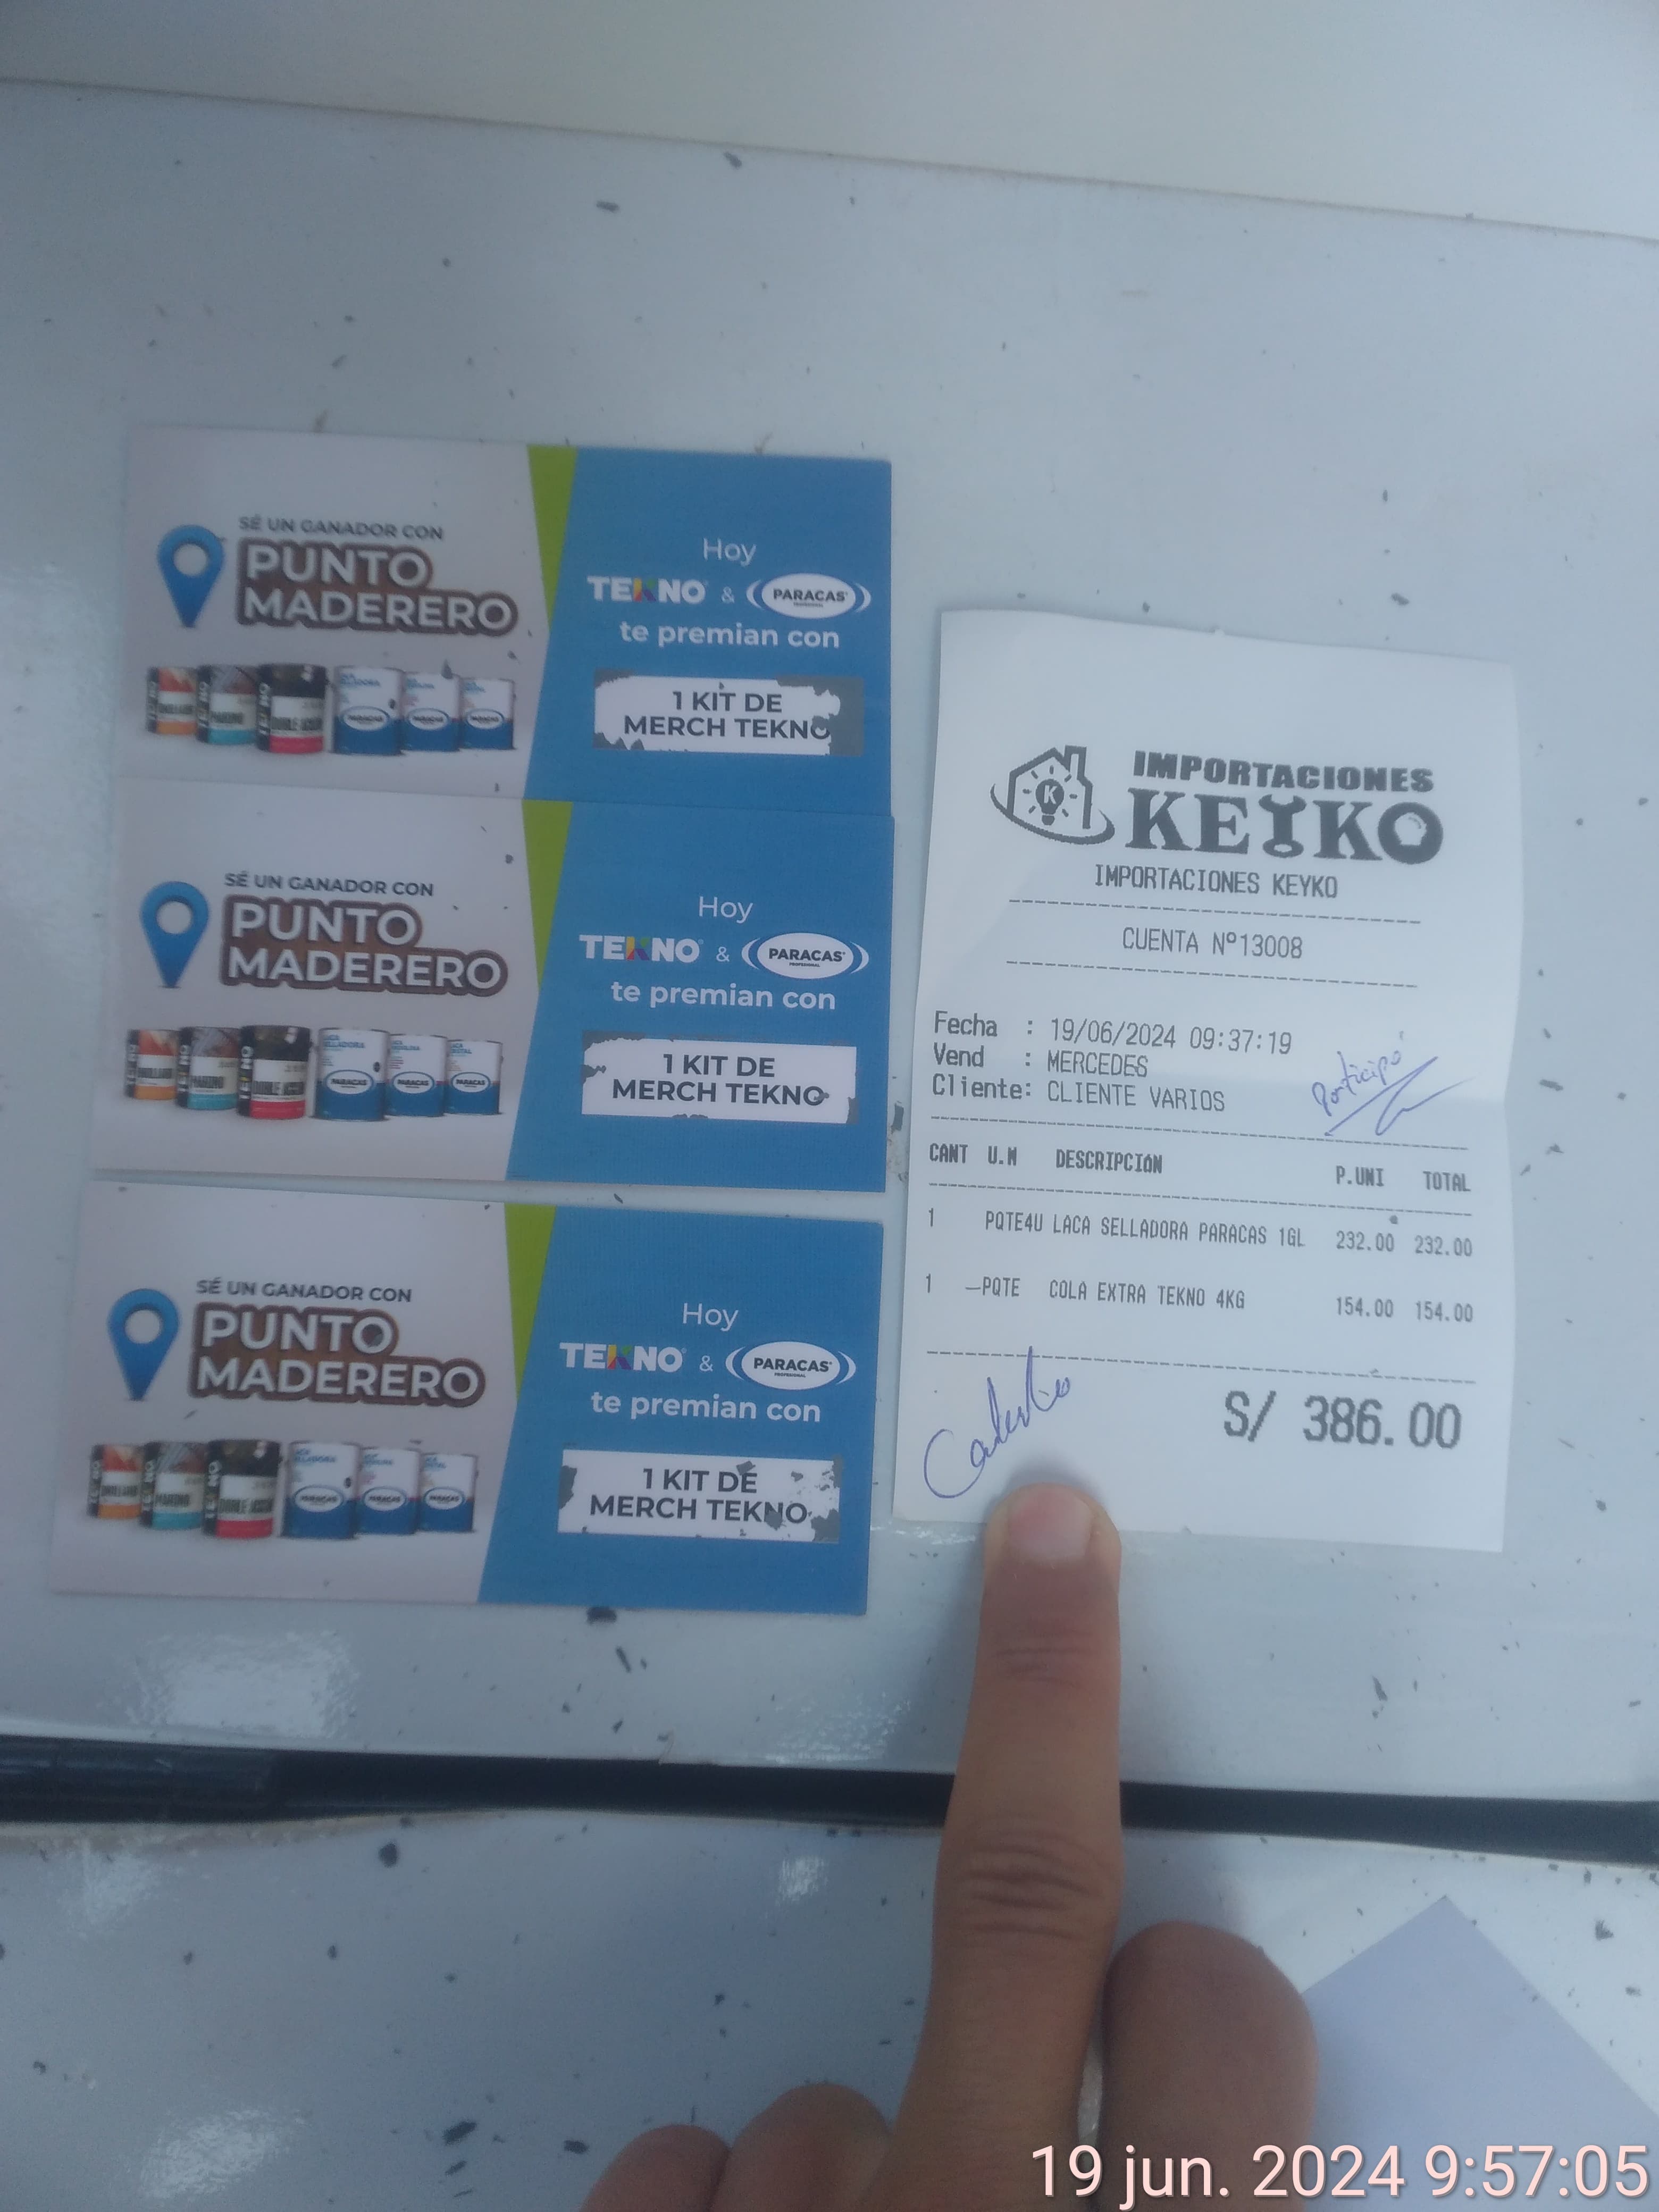 SÉ UN GANADOR CON
PUNTO
MADERERO
Hoy
TEKNO & PARACAS
PROFESIONAL
te premian con
1 KIT DE
MERCH TEKNO
SÉ UN GANADOR CON
PUNTO
MADERERO
Hoy
TEKNO & PARACAS
PROFESIONAL
te premian con
1 KIT DE
MERCH TEKNO
SÉ UN GANADOR CON
PUNTO
MADERERO
Hoy
TEKNO & PARACAS
PROFESIONAL
te premian con
1 KIT DE
MERCH TEKNO
K
IMPORTACIONES
KEYKO
IMPORTACIONES KEYKO
CUENTA Nº13008
Fecha : 19/06/2024 09:37:19
Vend : MERCEDES
Cliente: CLIENTE VARIOS
Participó
CANT U.M DESCRIPCIÓN P.UNI TOTAL
1 PQTE4U LACA SELLADORA PARACAS 1GL 232.00 232.00
1 –PQTE COLA EXTRA TEKNO 4KG 154.00 154.00
S/ 386.00
19 jun. 2024 9:57:05